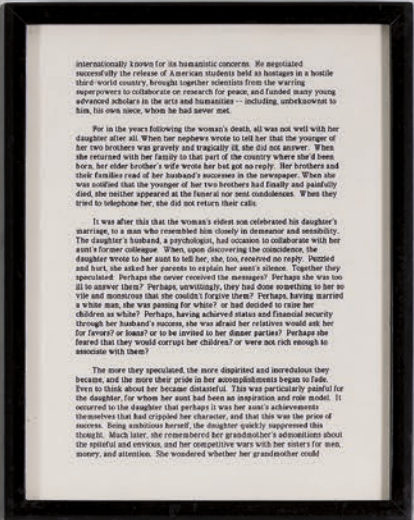 internationally known for its humanistic concerns. He negotiated
successfully the release of American students held as hostages in a hostile
third-world country, brought together scientists from the warring
superpowers to collaborate on research for peace, and funded many young
advanced scholars in the arts and humanities -- including, unbeknownst to
him, his own niece, whom he had never met.
For in the years following the woman's death, all was not well with her
daughter after all. When her nephews wrote to tell her that the younger of
her two brothers was gravely and tragically ill, she did not answer. When
she returned with her family to that part of the country where she'd been
born, her elder brother's wife wrote her but got no reply. Her brothers and
their families read of her husband's successes in the newspaper. When she
was notified that the younger of her two brothers had finally and painfully
died, she neither appeared at the funeral nor sent condolences. When they
tried to telephone her, she did not return their calls.
It was after this that the woman's eldest son celebrated his daughter's
marriage, to a man who resembled him closely in demeanor and sensibility.
The daughter's husband, a psychologist, had occasion to collaborate with her
aunt's former colleague. When, upon discovering the coincidence, the
daughter wrote to her aunt to tell her, she, too, received no reply. Puzzled
and hurt, she asked her parents to explain her aunt's silence. Together they
speculated: Perhaps she never received the messages? Perhaps she was too
ill to answer them? Perhaps, unwillingly, they had done something to her so
vile and monstrous that she couldn't forgive them? Perhaps, having married
a white man, she was passing for white? or had decided to raise her
children as white? Perhaps, having achieved status and financial security
through her husband's success, she was afraid her relatives would ask her
for favors? or loans? or to be invited to her dinner parties? Perhaps she
feared that they would corrupt her children? or were not rich enough to
associate with them?
The more they speculated, the more dispirited and incredulous they
became, and the more their pride in her accomplishments began to fade.
Even to think about her became distasteful. This was particularly painful for
the daughter, for whom her aunt had been an inspiration and role model. It
occurred to the daughter that perhaps it was her aunt's achievements
themselves that had crippled her character, and that this was the price of
success. Being ambitious herself, the daughter quickly suppressed this
thought. Much later, she remembered her grandmother's admonitions about
the spiteful and envious, and her competitive wars with her sisters for men,
money, and attention. She wondered whether her grandmother could